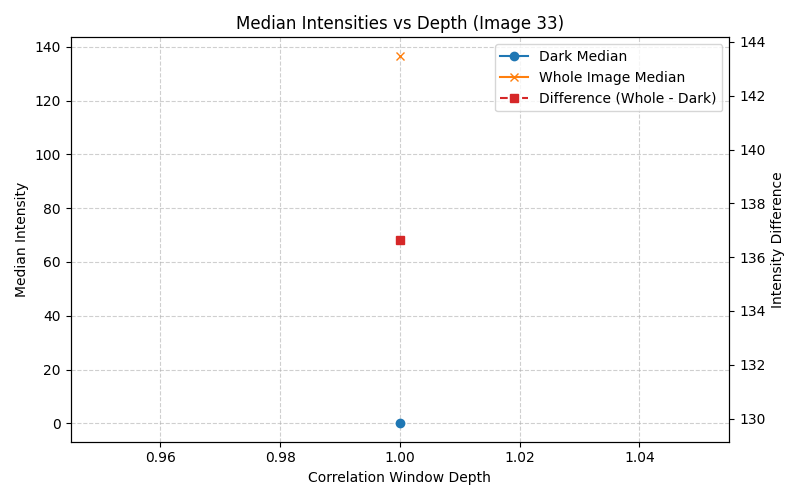 Median Intensities vs Depth (Image 33)
Dark Median
Whole Image Median
Difference (Whole - Dark)
Median Intensity
140
120
100
80
60
40
20
0
144
142
140
138
136
134
132
130
Intensity Difference
0.96 0.98 1.00 1.02 1.04
Correlation Window Depth